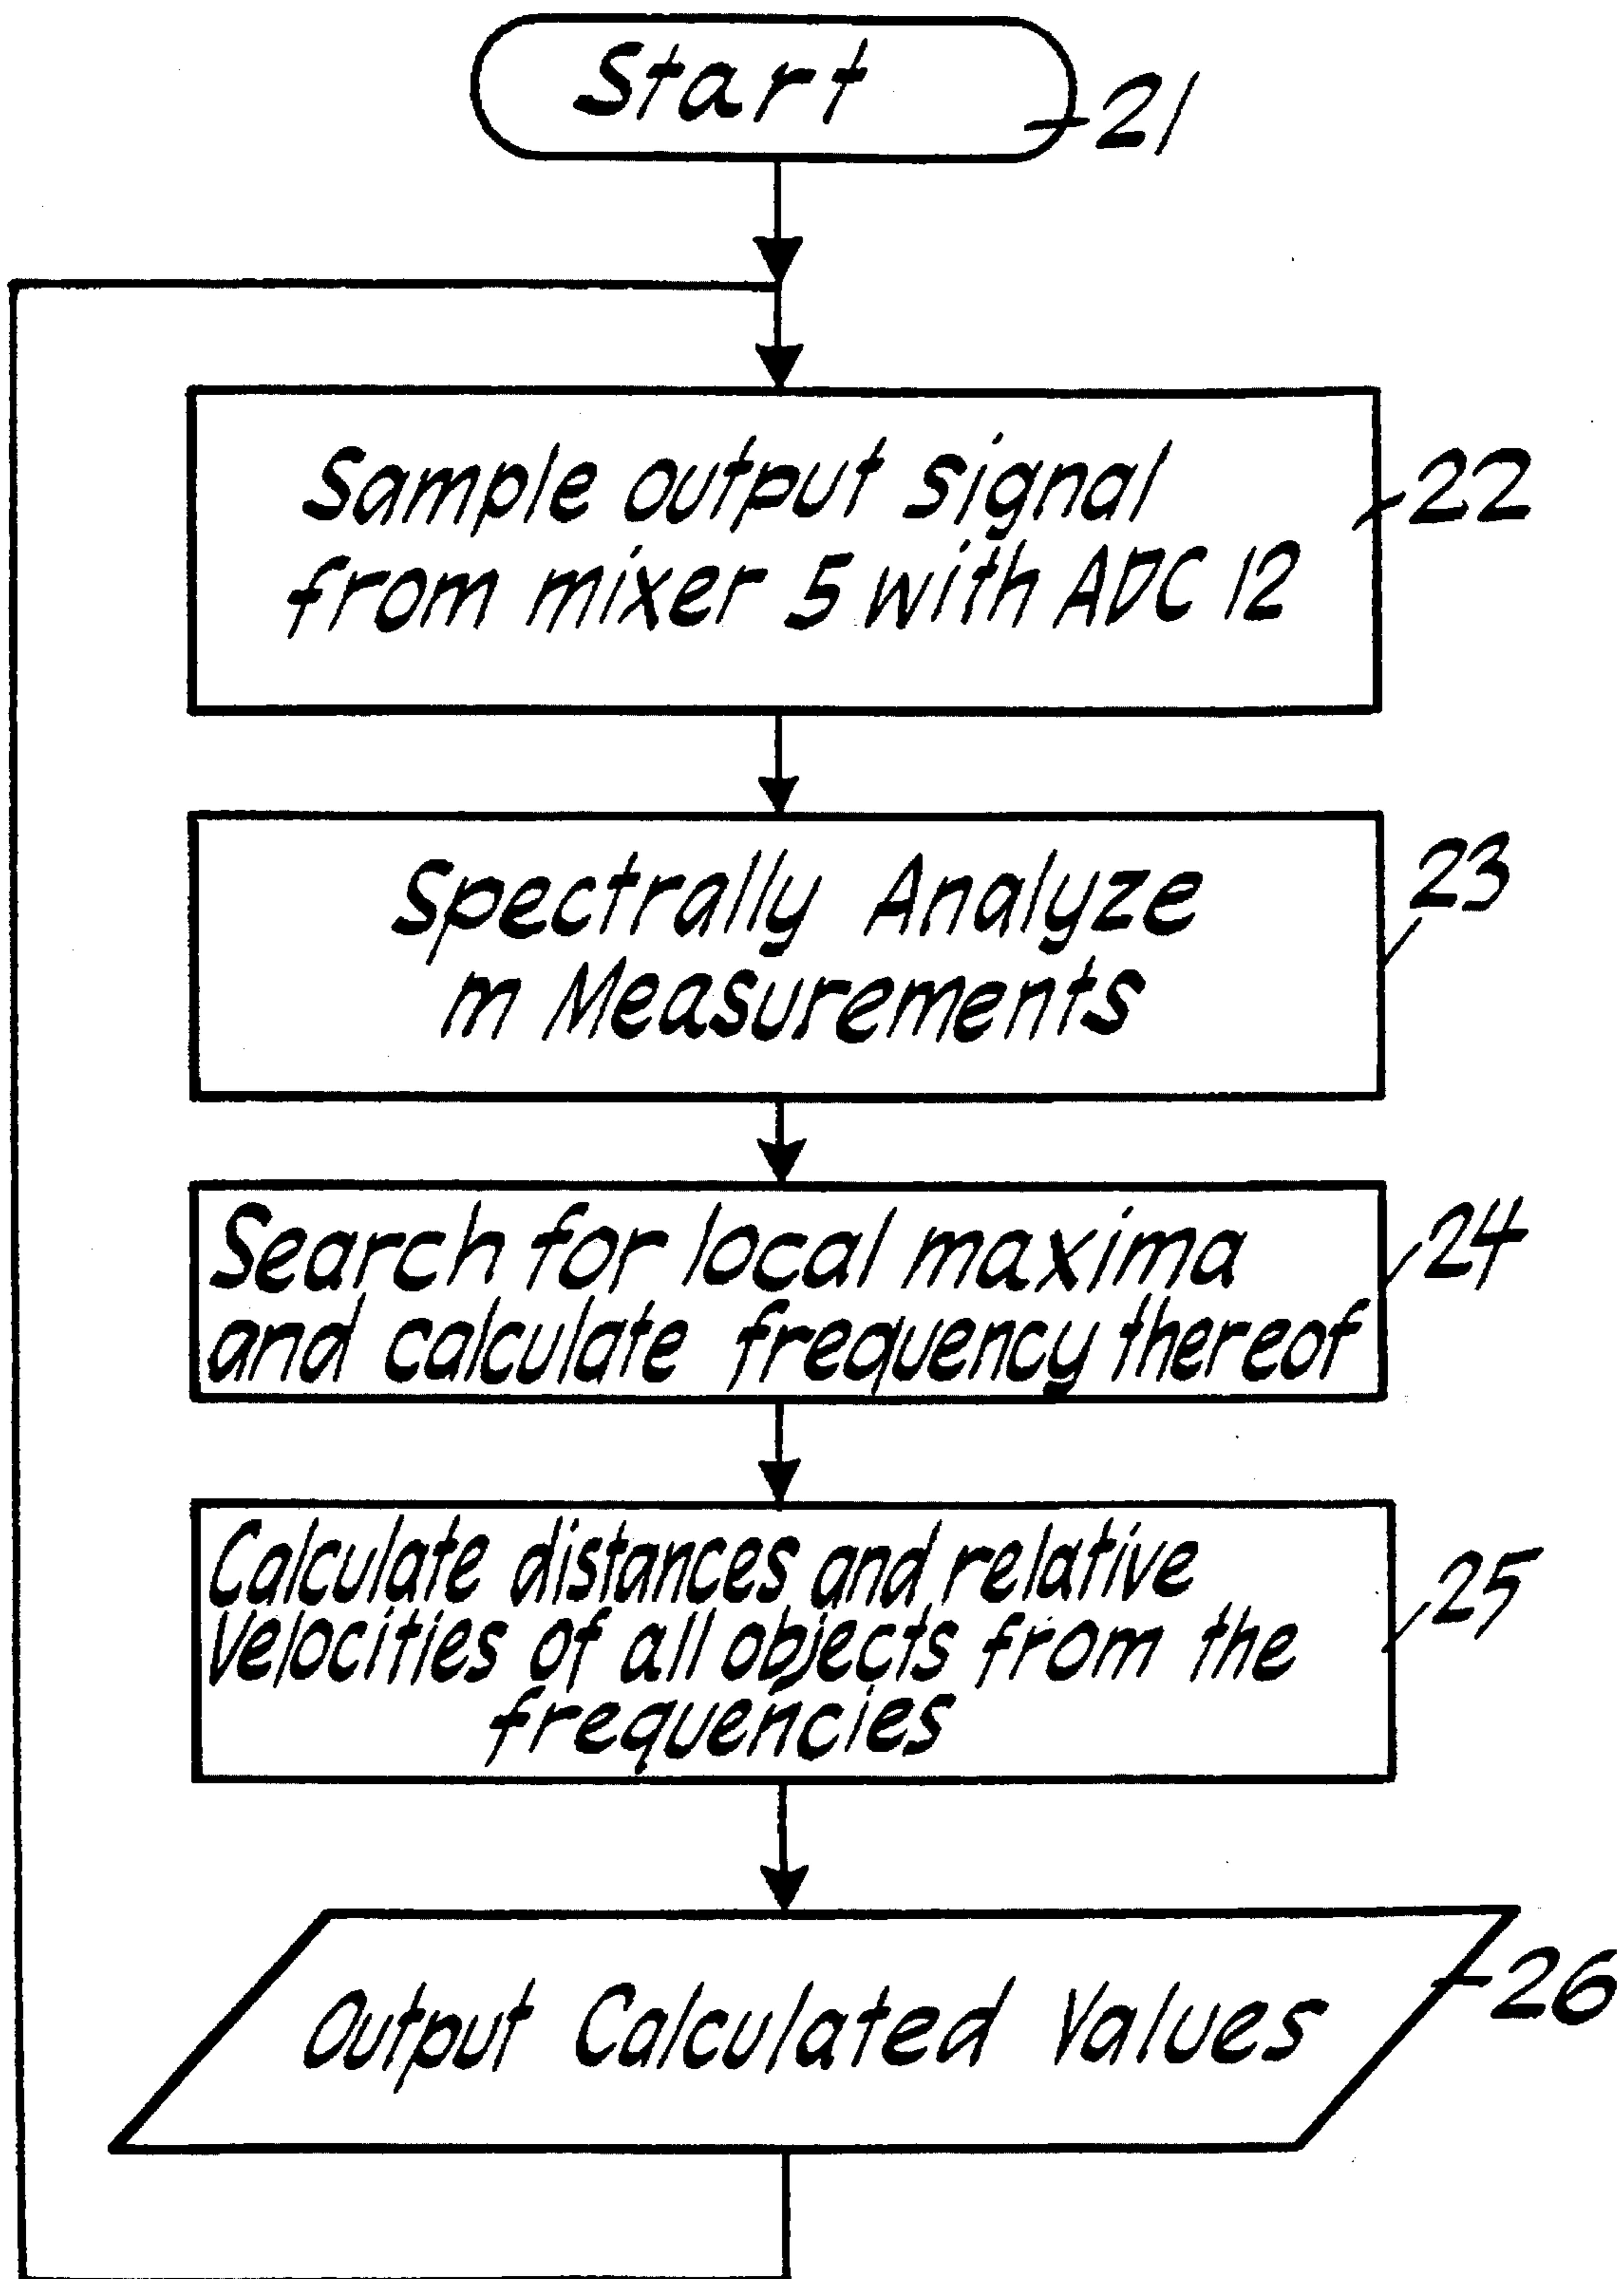 Start
21
Sample output signal
from mixer 5 with ADC 12
22
Spectrally Analyze
m Measurements
23
Search for local maxima
and calculate frequency thereof
24
Calculate distances and relative
Velocities of all objects from the
frequencies
25
Output Calculated Values
26